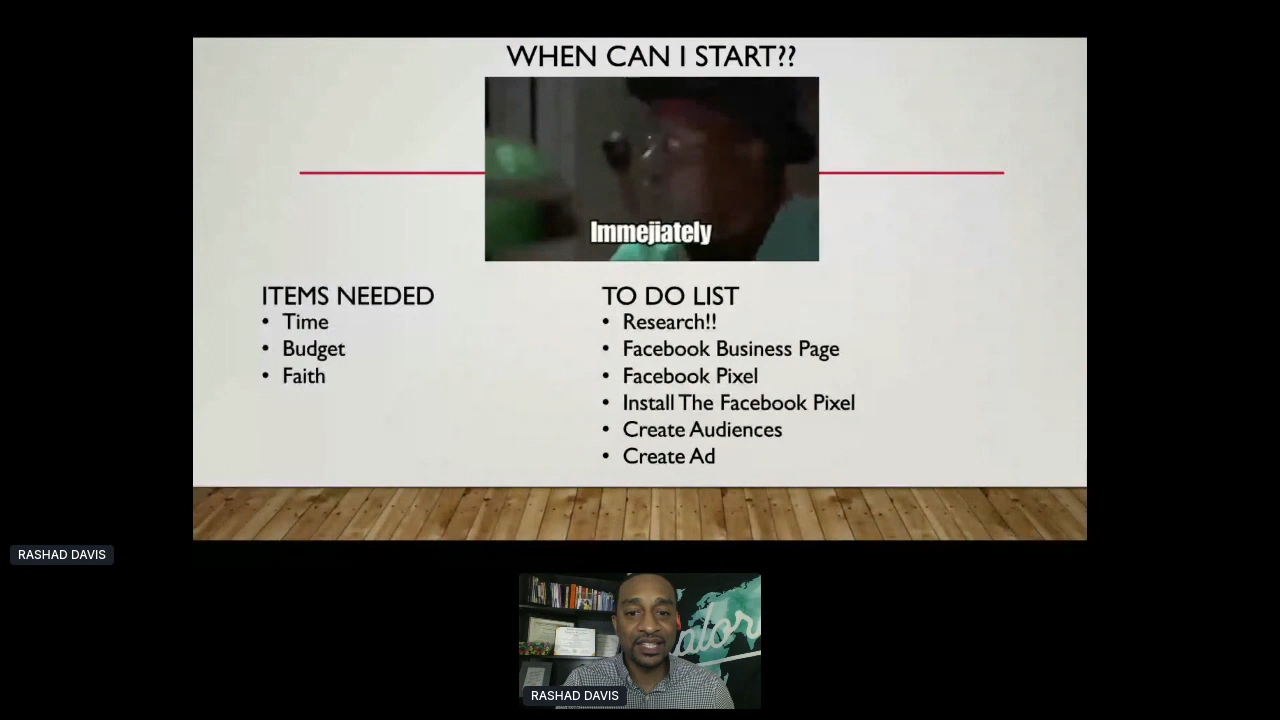 WHEN CAN I START??
Immejiately
ITEMS NEEDED
• Time
• Budget
• Faith
TO DO LIST
• Research!!
• Facebook Business Page
• Facebook Pixel
• Install The Facebook Pixel
• Create Audiences
• Create Ad
RASHAD DAVIS
RASHAD DAVIS